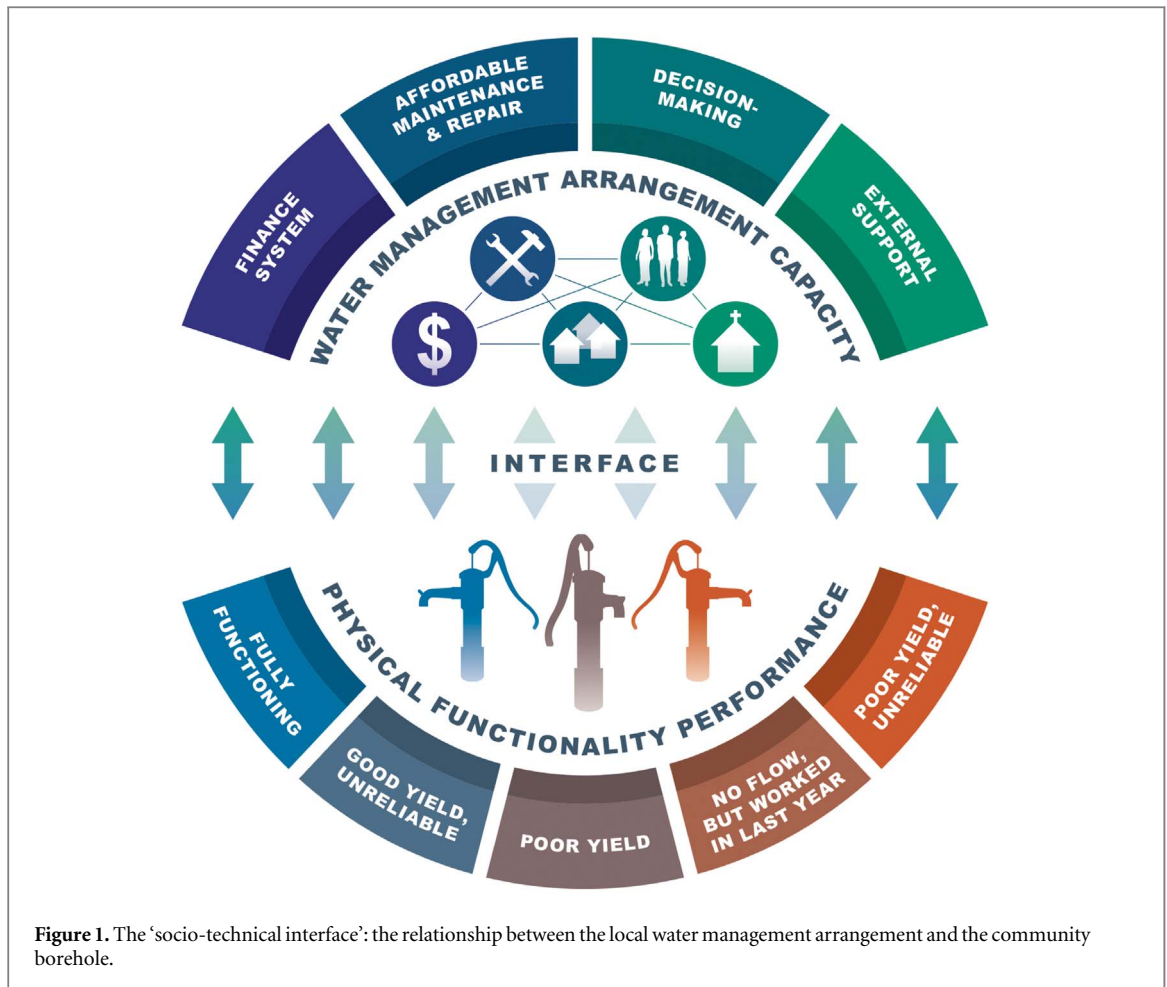 AFFORDABLE
MAINTENANCE
& REPAIR
DECISION-
MAKING
FINANCE
SYSTEM
EXTERNAL
SUPPORT
WATER MANAGEMENT ARRANGEMENT CAPACITY
$
INTERFACE
PHYSICAL FUNCTIONALITY PERFORMANCE
FULLY
FUNCTIONING
GOOD YIELD,
UNRELIABLE
POOR YIELD
NO FLOW,
BUT WORKED
IN LAST YEAR
POOR YIELD,
UNRELIABLE
Figure 1. The ‘socio-technical interface’: the relationship between the local water management arrangement and the community
borehole.